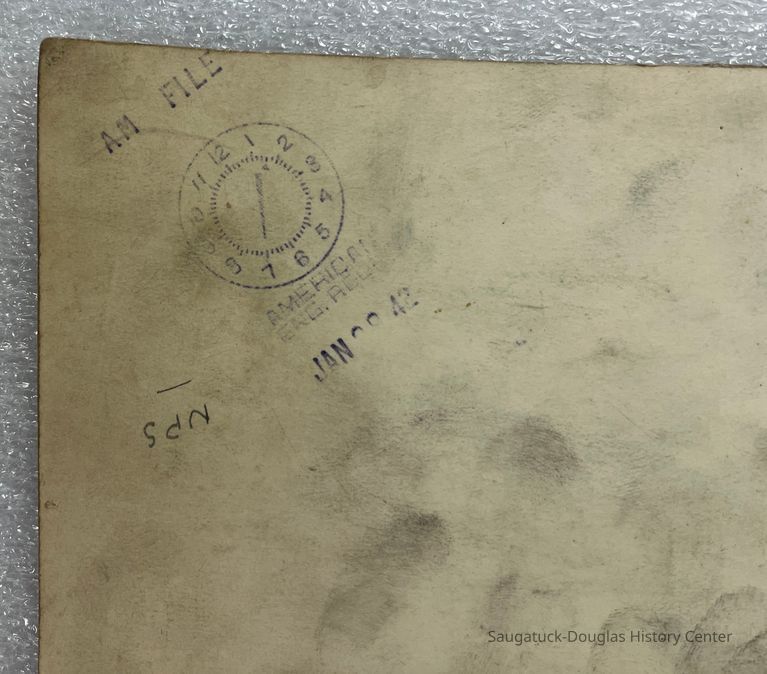 AM FILE
12 1 2 3 4 5 6 7 8 9 10 11
AMERICAN
JAN 42
NPS
Saugatuck-Douglas History Center